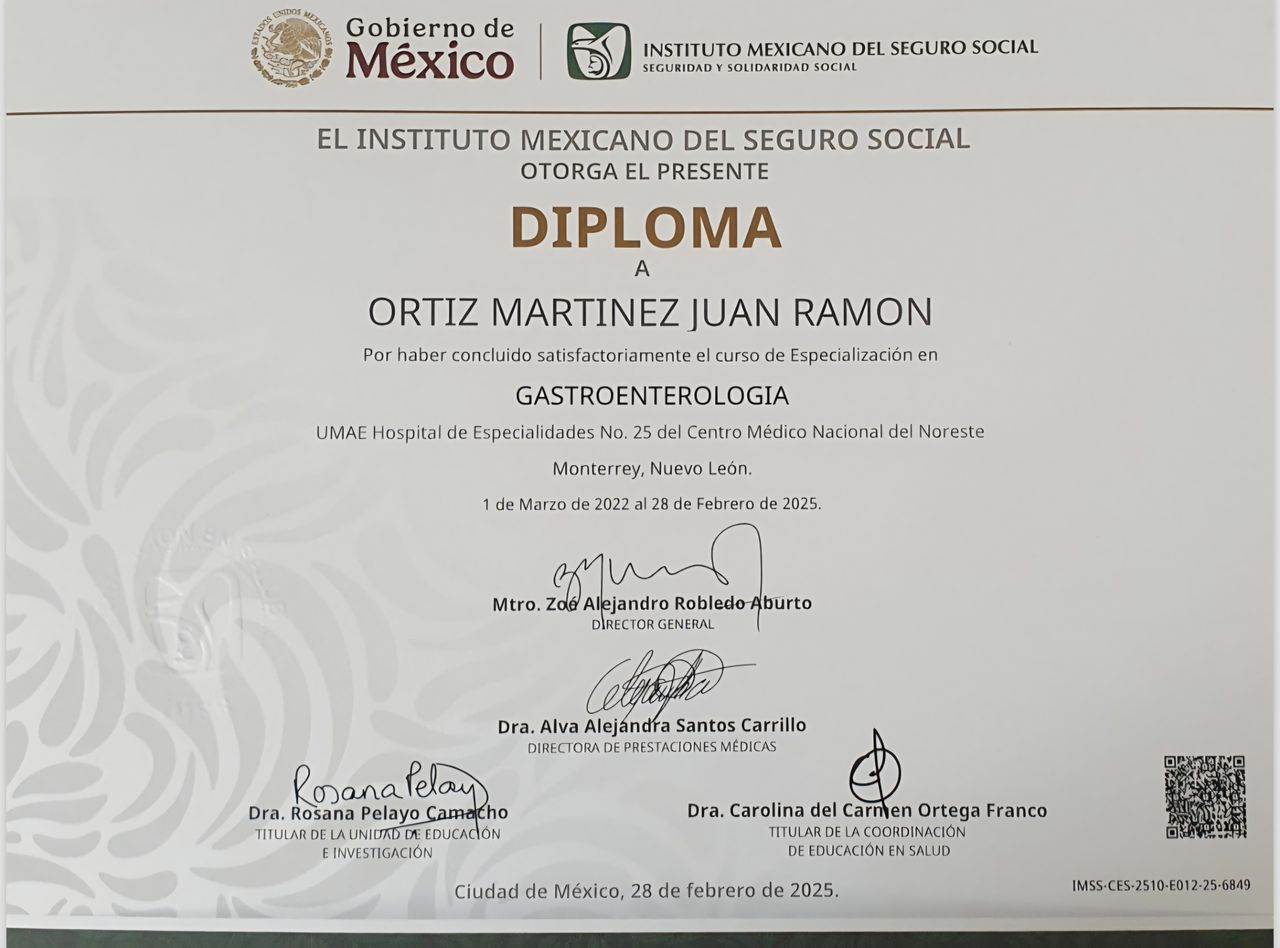 ESTADOS UNIDOS MEXICANOS
Gobierno de
México
INSTITUTO MEXICANO DEL SEGURO SOCIAL
SEGURIDAD Y SOLIDARIDAD SOCIAL
EL INSTITUTO MEXICANO DEL SEGURO SOCIAL
OTORGA EL PRESENTE
DIPLOMA
A
ORTIZ MARTINEZ JUAN RAMON
Por haber concluido satisfactoriamente el curso de Especialización en
GASTROENTEROLOGIA
UMAE Hospital de Especialidades No. 25 del Centro Médico Nacional del Noreste
Monterrey, Nuevo León.
1 de Marzo de 2022 al 28 de Febrero de 2025.
Mtro. Zoé Alejandro Robledo Aburto
DIRECTOR GENERAL
Dra. Alva Alejandra Santos Carrillo
DIRECTORA DE PRESTACIONES MÉDICAS
Rosana Pelayo
Dra. Rosana Pelayo Camacho
TITULAR DE LA UNIDAD DE EDUCACIÓN
E INVESTIGACIÓN
Dra. Carolina del Carmen Ortega Franco
TITULAR DE LA COORDINACIÓN
DE EDUCACIÓN EN SALUD
Ciudad de México, 28 de febrero de 2025.
IMSS-CES-2510-E012-25-6849